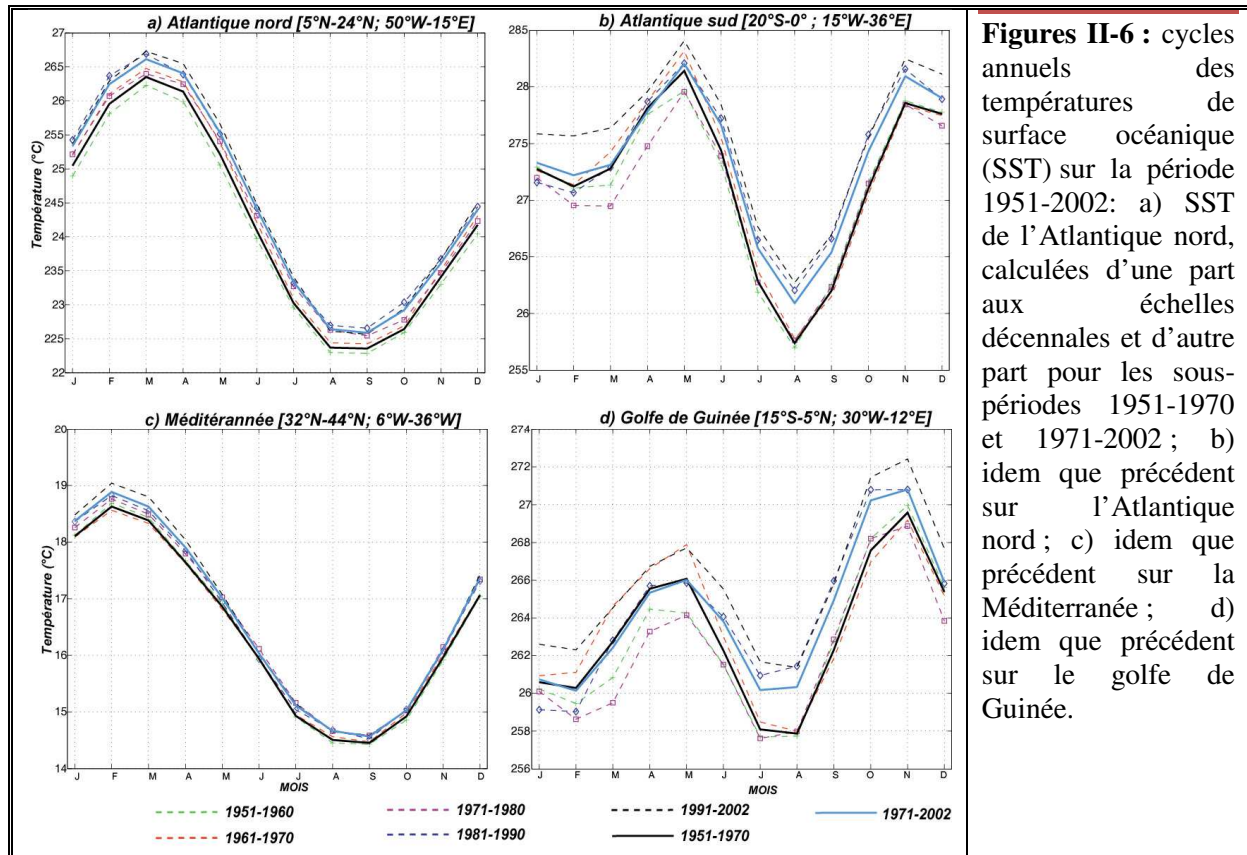 a) Atlantique nord [5°N-24°N; 50°W-15°E]
27
265
26
255
25
245
24
235
23
225
22
Température (°C)
J F M A M J J A S O N D
b) Atlantique sud [20°S-0° ; 15°W-36°E]
285
28
275
27
265
26
255
J F M A M J J A S O N D
c) Méditérannée [32°N-44°N; 6°W-36°W]
20
19
18
17
16
15
14
Température (°C)
J F M A M J J A S O N D
MOIS
d) Golfe de Guinée [15°S-5°N; 30°W-12°E]
274
272
27
268
266
264
262
26
258
256
J F M A M J J A S O N D
MOIS
1951-1960
1971-1980
1991-2002
1971-2002
1961-1970
1981-1990
1951-1970
Figures II-6 : cycles
annuels des
températures de
surface océanique
(SST) sur la période
1951-2002: a) SST
de l’Atlantique nord,
calculées d’une part
aux échelles
décennales et d’autre
part pour les sous-
périodes 1951-1970
et 1971-2002 ; b)
idem que précédent
sur l’Atlantique
nord ; c) idem que
précédent sur la
Méditerranée ; d)
idem que précédent
sur le golfe de
Guinée.